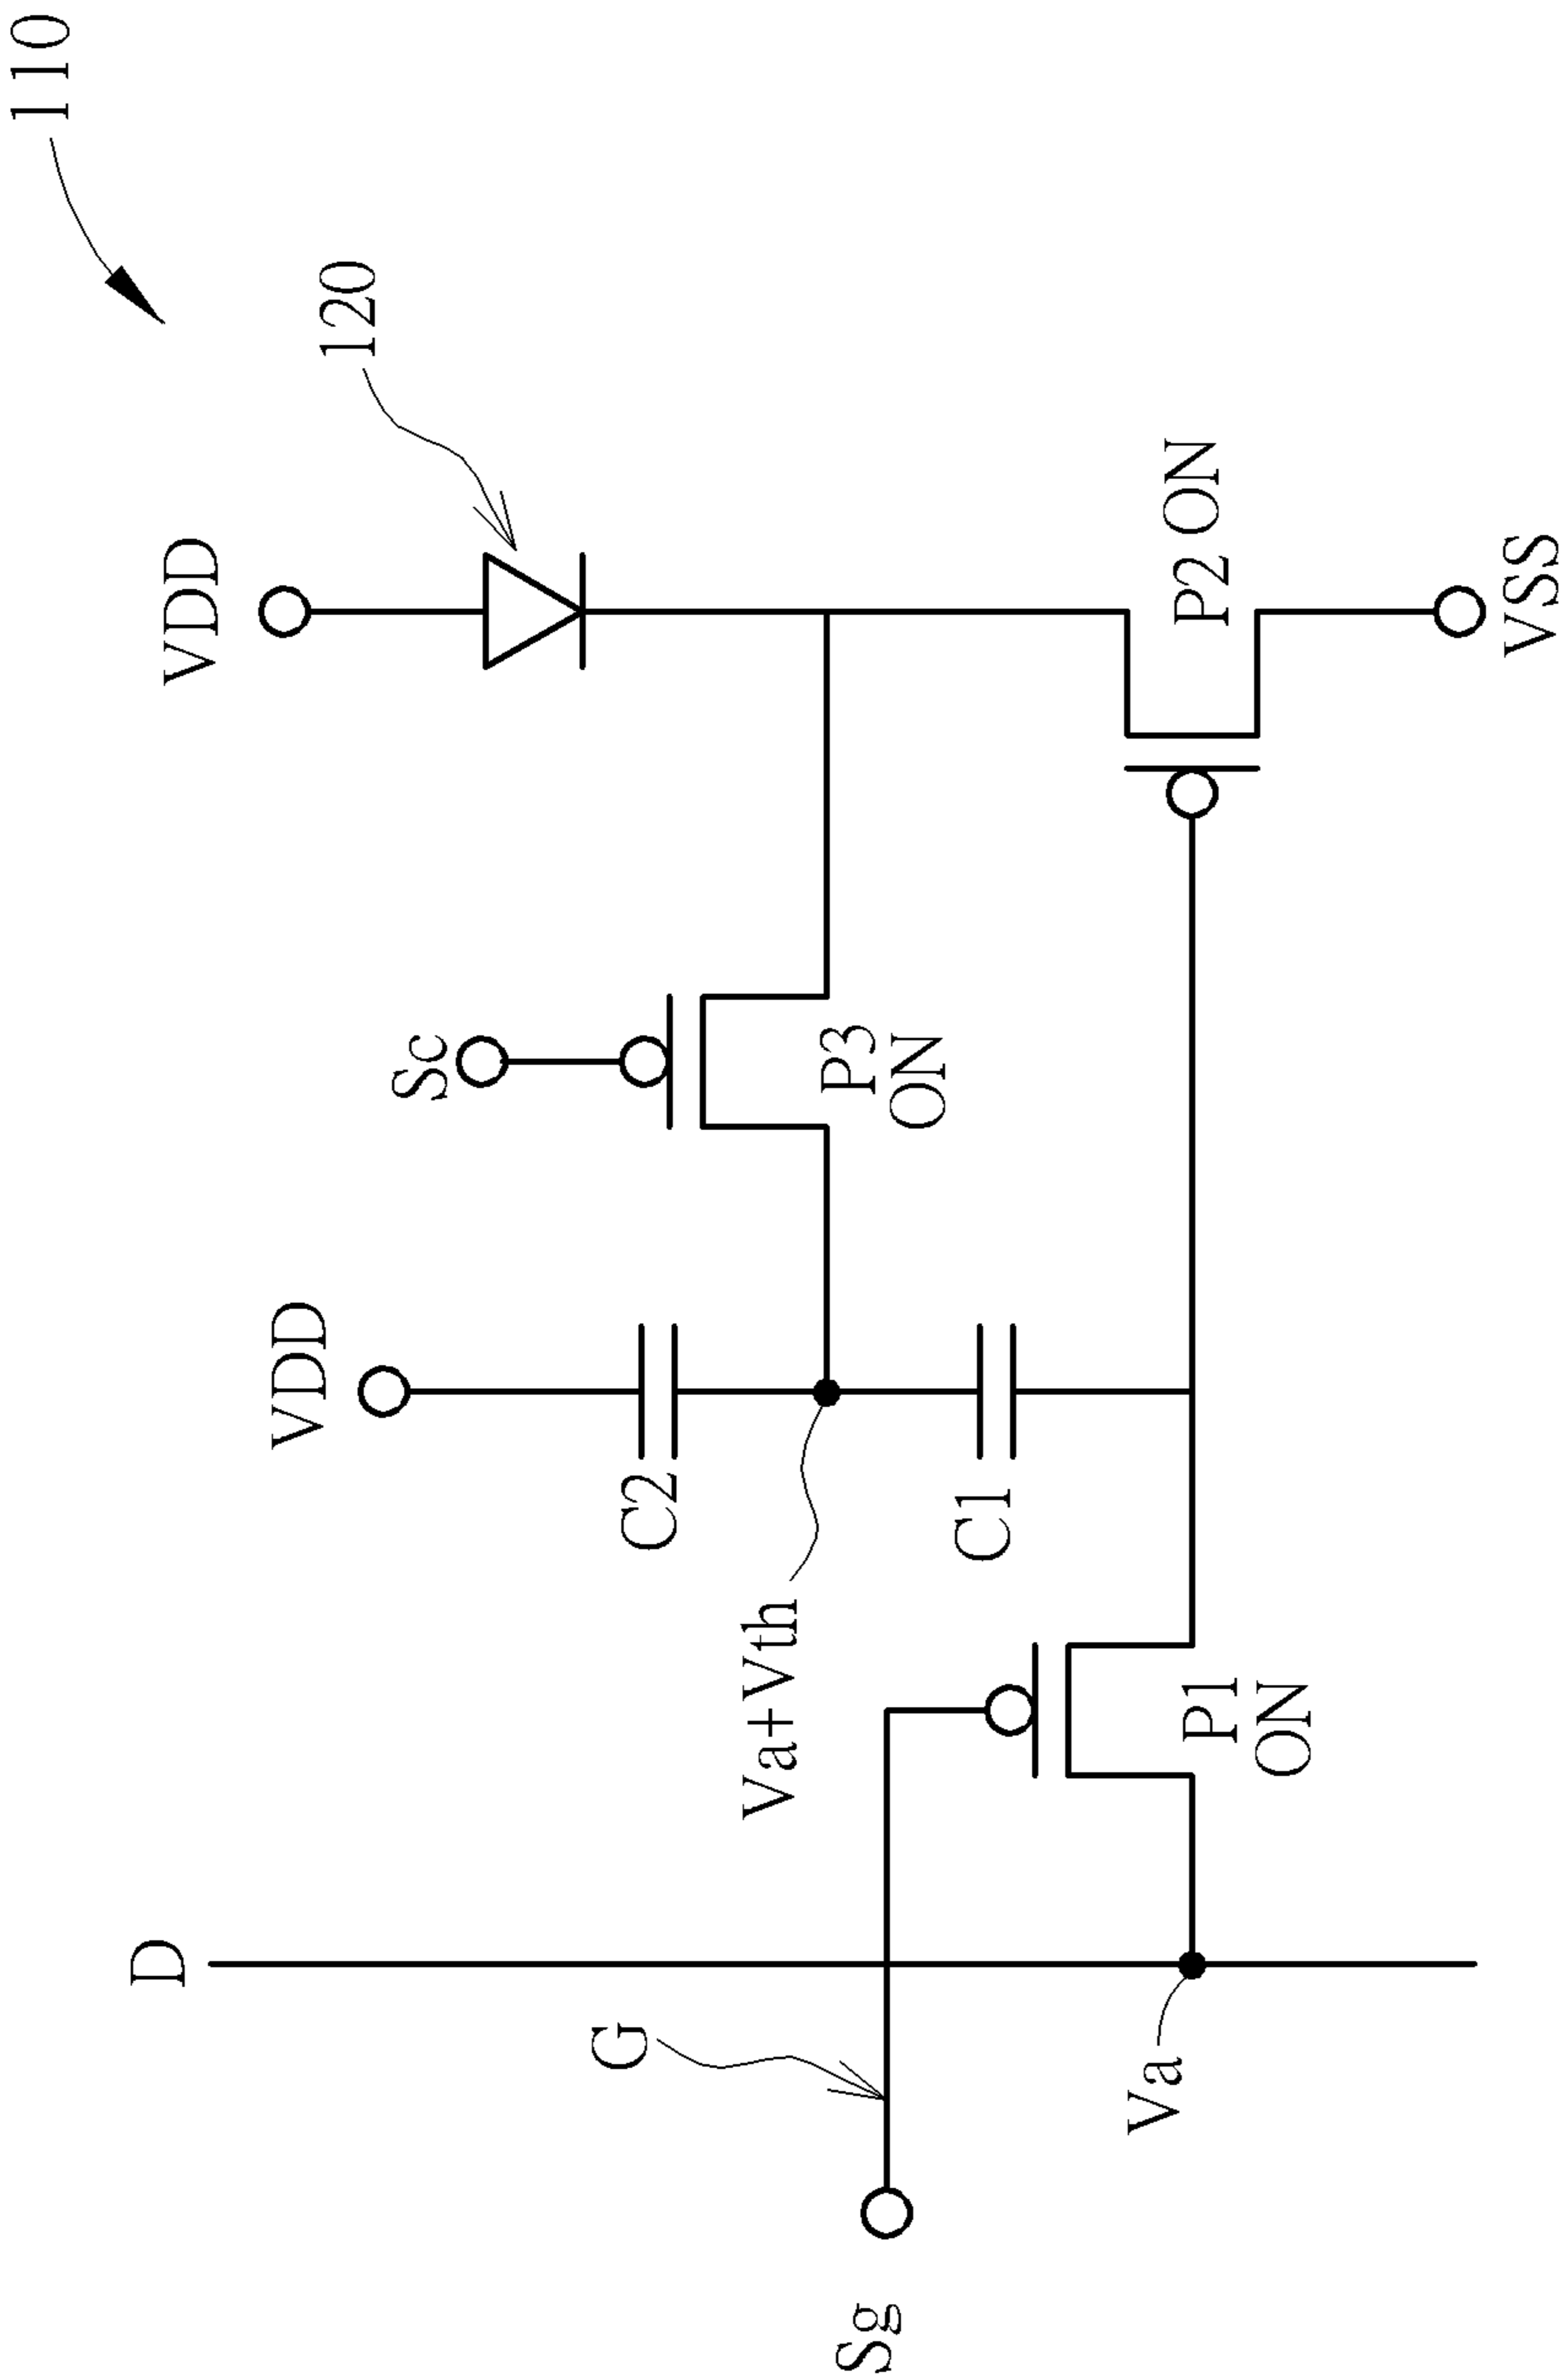 110
120
VDD
P2 ON
VSS
Sc
P3
ON
VDD
C2
C1
Va+Vth
P1
ON
D
G
Va
Sg